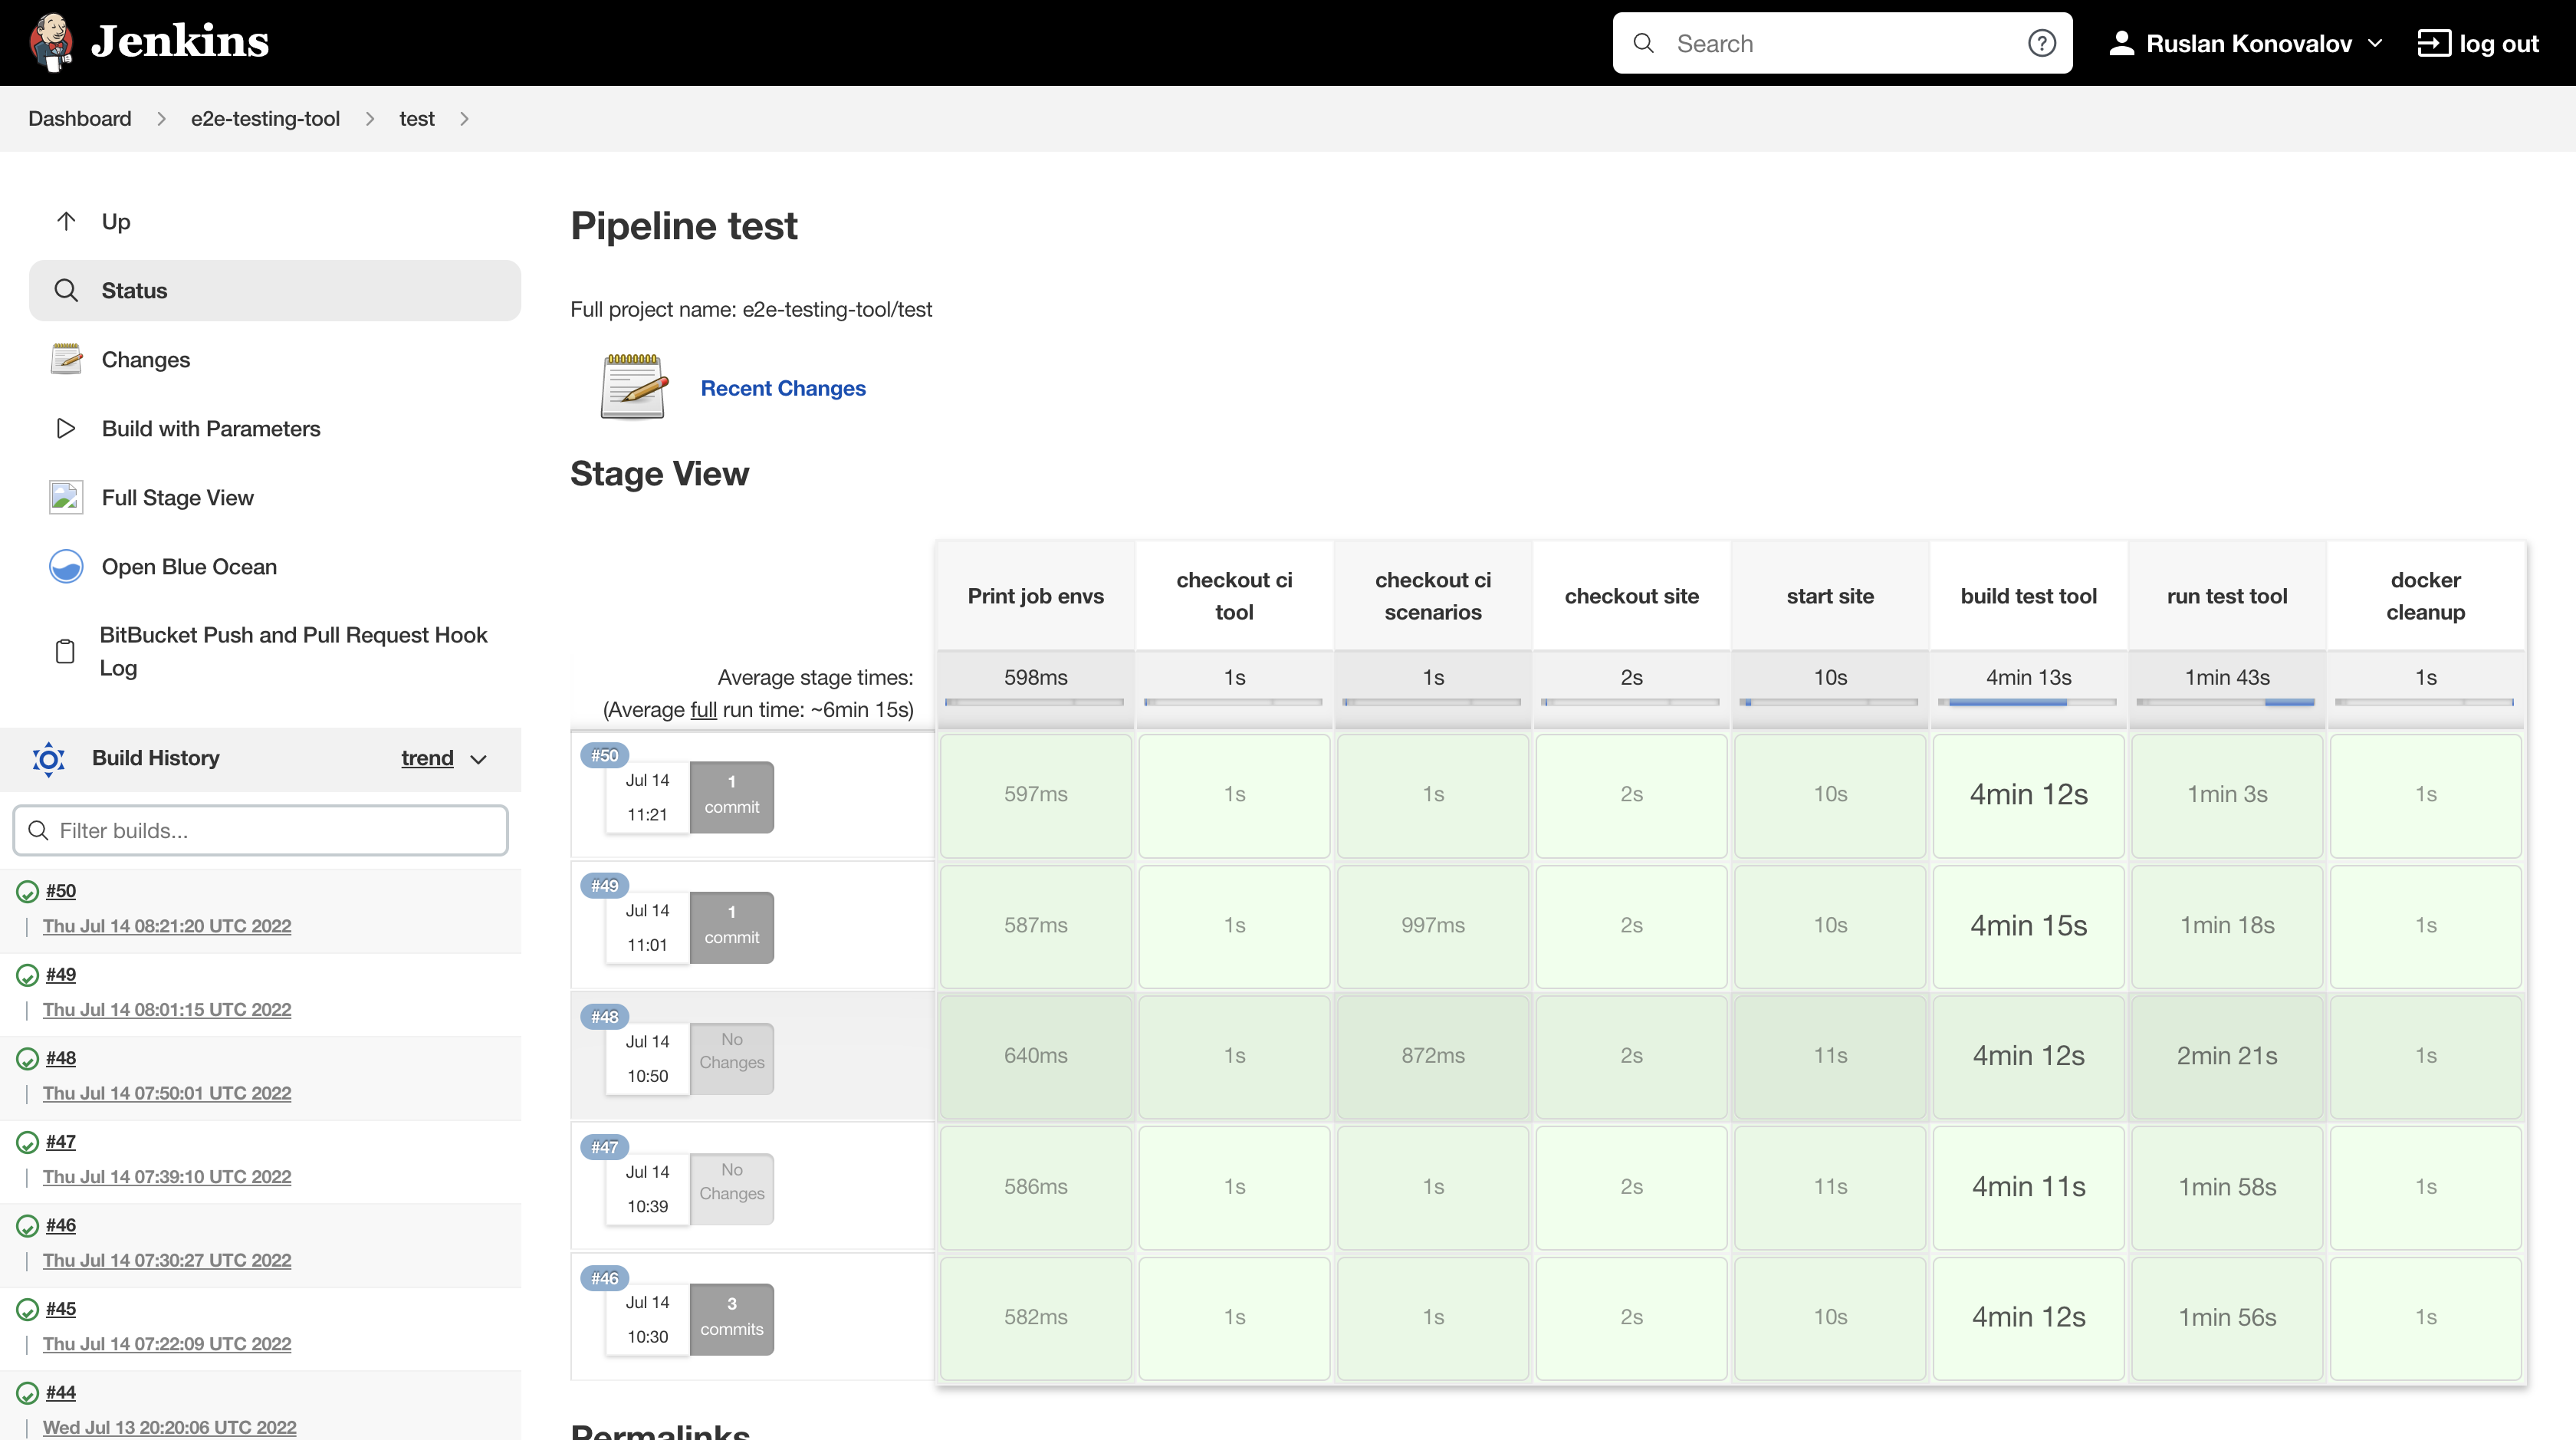 Jenkins
Search
Ruslan Konovalov
log out
Dashboard
e2e-testing-tool
test
Up
Status
Changes
Build with Parameters
Full Stage View
Open Blue Ocean
BitBucket Push and Pull Request Hook
Log
Build History
trend
Filter builds...
#50
Thu Jul 14 08:21:20 UTC 2022
#49
Thu Jul 14 08:01:15 UTC 2022
#48
Thu Jul 14 07:50:01 UTC 2022
#47
Thu Jul 14 07:39:10 UTC 2022
#46
Thu Jul 14 07:30:27 UTC 2022
#45
Thu Jul 14 07:22:09 UTC 2022
#44
Wed Jul 13 20:20:06 UTC 2022
Pipeline test
Full project name: e2e-testing-tool/test
Recent Changes
Stage View
Print job envs
checkout ci
tool
checkout ci
scenarios
checkout site
start site
build test tool
run test tool
docker
cleanup
Average stage times:
(Average full run time: ~6min 15s)
598ms
1s
1s
2s
10s
4min 13s
1min 43s
1s
#50
Jul 14
11:21
1
commit
597ms
1s
1s
2s
10s
4min 12s
1min 3s
1s
#49
Jul 14
11:01
1
commit
587ms
1s
997ms
2s
10s
4min 15s
1min 18s
1s
#48
Jul 14
10:50
No
Changes
640ms
1s
872ms
2s
11s
4min 12s
2min 21s
1s
#47
Jul 14
10:39
No
Changes
586ms
1s
1s
2s
11s
4min 11s
1min 58s
1s
#46
Jul 14
10:30
3
commits
582ms
1s
1s
2s
10s
4min 12s
1min 56s
1s
Permalinks